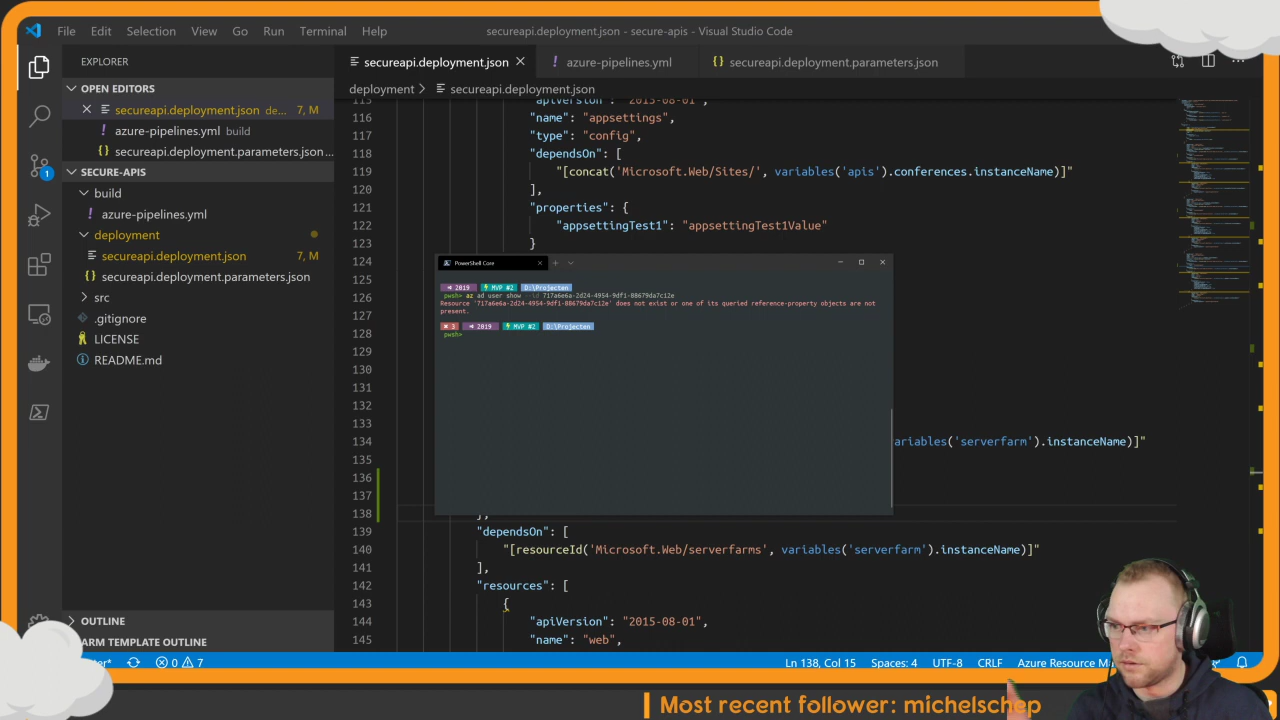 File Edit Selection View Go Run Terminal Help
secureapi.deployment.json - secure-apis - Visual Studio Code
EXPLORER
secureapi.deployment.json
azure-pipelines.yml
secureapi.deployment.parameters.json
OPEN EDITORS
deployment > secureapi.deployment.json
secureapi.deployment.json de... 7, M
azure-pipelines.yml build
secureapi.deployment.parameters.json...
SECURE-APIS
build
azure-pipelines.yml
deployment
secureapi.deployment.json 7, M
secureapi.deployment.parameters.json
src
.gitignore
LICENSE
README.md
OUTLINE
ARM TEMPLATE OUTLINE
1
115 "apiVersion": "2015-08-01",
116 "name": "appsettings",
117 "type": "config",
118 "dependsOn": [
119 "[concat('Microsoft.Web/Sites/', variables('apis').conferences.instanceName)]"
120 ],
121 "properties": {
122 "appsettingTest1": "appsettingTest1Value"
123 }
124
125
126
127
128
129
130
131
132
133
134 ariables('serverfarm').instanceName)]"
135
136
137
138 ],
139 "dependsOn": [
140 "[resourceId('Microsoft.Web/serverfarms', variables('serverfarm').instanceName)]"
141 ],
142 "resources": [
143 {
144 "apiVersion": "2015-08-01",
145 "name": "web",
PowerShell Core
2019 MVP #2 D:\Projecten
pwsh> az ad user show --id 717a6e6a-2d24-4954-9df1-88679da7c12e
Resource '717a6e6a-2d24-4954-9df1-88679da7c12e' does not exist or one of its queried reference-property objects are not
present.
3 2019 MVP #2 D:\Projecten
pwsh>
0 7
Ln 138, Col 15 Spaces: 4 UTF-8 CRLF Azure Resource
Most recent follower: michelschep